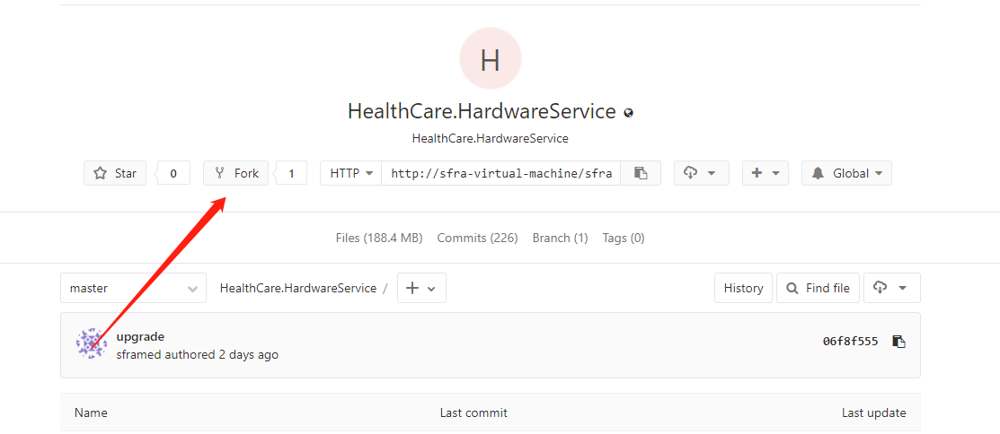 H
HealthCare.HardwareService
HealthCare.HardwareService
Star 0 Fork 1 HTTP http://sfra-virtual-machine/sfra Global
Files (188.4 MB) Commits (226) Branch (1) Tags (0)
master HealthCare.HardwareService / History Find file
upgrade
sframed authored 2 days ago
06f8f555
Name Last commit Last update